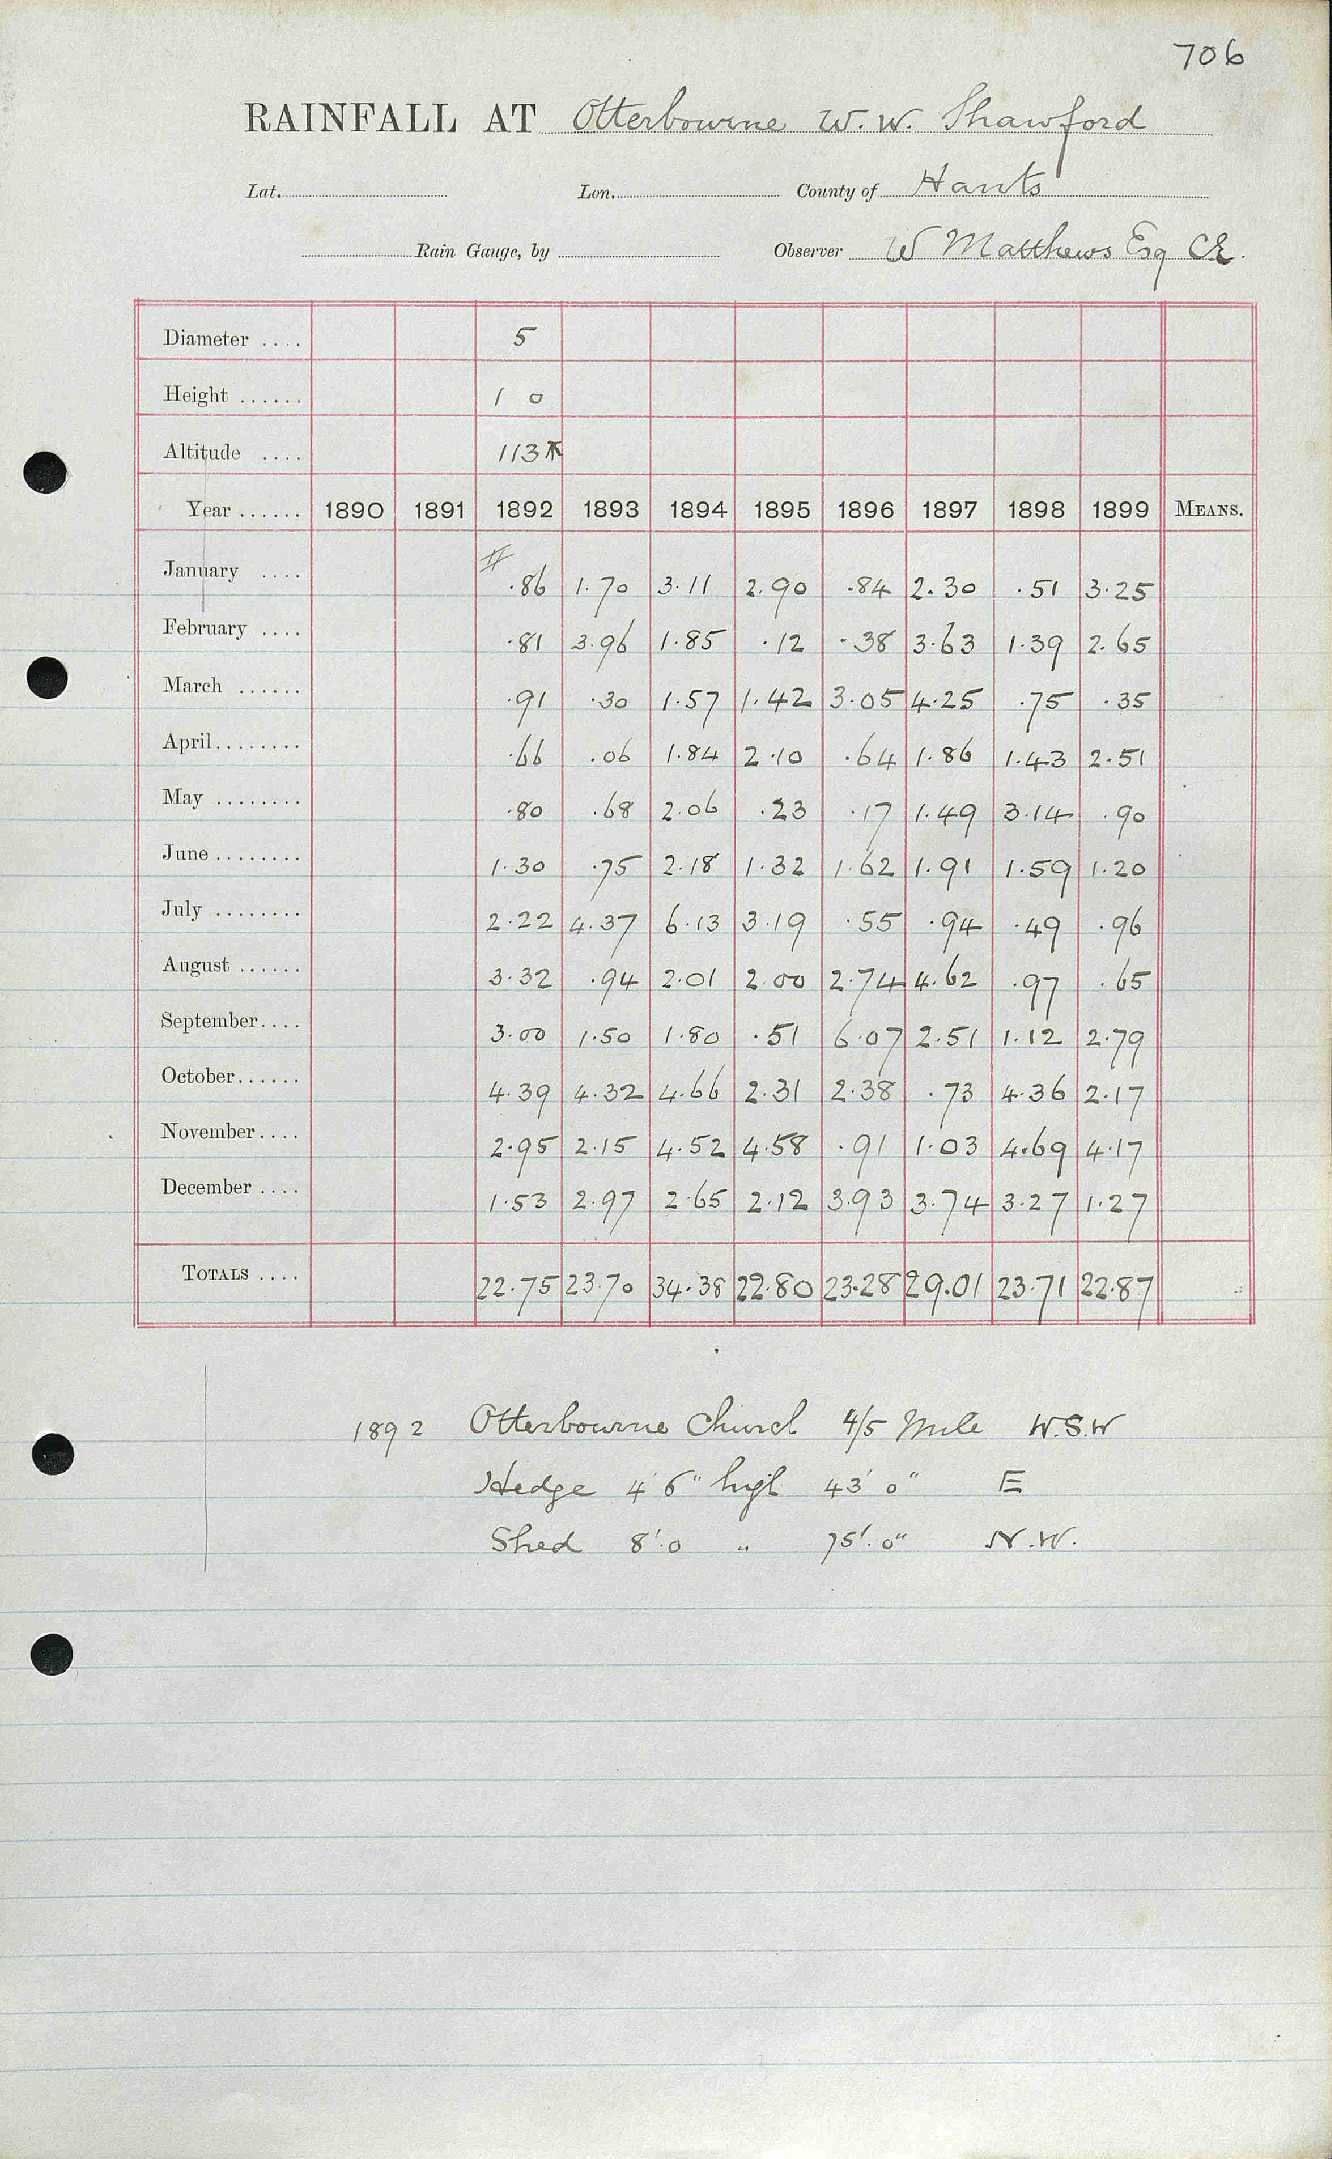 706
RAINFALL AT Otterbourne W.W. Shawford
Lat. Lon. County of Hants
Rain Gauge, by Observer W Matthews Esq CE.
Diameter .... 5
Height ...... 1 0
Altitude .... 113
Year ...... 1890 1891 1892 1893 1894 1895 1896 1897 1898 1899 MEANS.
January .... .86 1.70 3.11 2.90 .84 2.30 .51 3.25
February .... .81 3.96 1.85 .12 .38 3.63 1.39 2.65
March ...... .91 .30 1.57 1.42 3.05 4.25 .75 .35
April........ .66 .06 1.84 2.10 .64 1.86 1.43 2.51
May ........ .80 .68 2.06 .23 .17 1.49 3.14 .90
June ........ 1.30 .75 2.18 1.32 1.62 1.91 1.59 1.20
July ........ 2.22 4.37 6.13 3.19 .55 .94 .49 .96
August ...... 3.32 .94 2.01 2.00 2.74 4.62 .97 .65
September.... 3.00 1.50 1.80 .51 6.07 2.51 1.12 2.79
October...... 4.39 4.32 4.66 2.31 2.38 .73 4.36 2.17
November.... 2.95 2.15 4.52 4.58 .91 1.03 4.69 4.17
December .... 1.53 2.97 2.65 2.12 3.93 3.74 3.27 1.27
TOTALS .... 22.75 23.70 34.38 22.80 23.28 29.01 23.71 22.87
1892 Otterbourne Church 4/5 Mile W.S.W
Hedge 4'6" high 43'0" E
Shed 8'.0 " 75'.0" N.W.